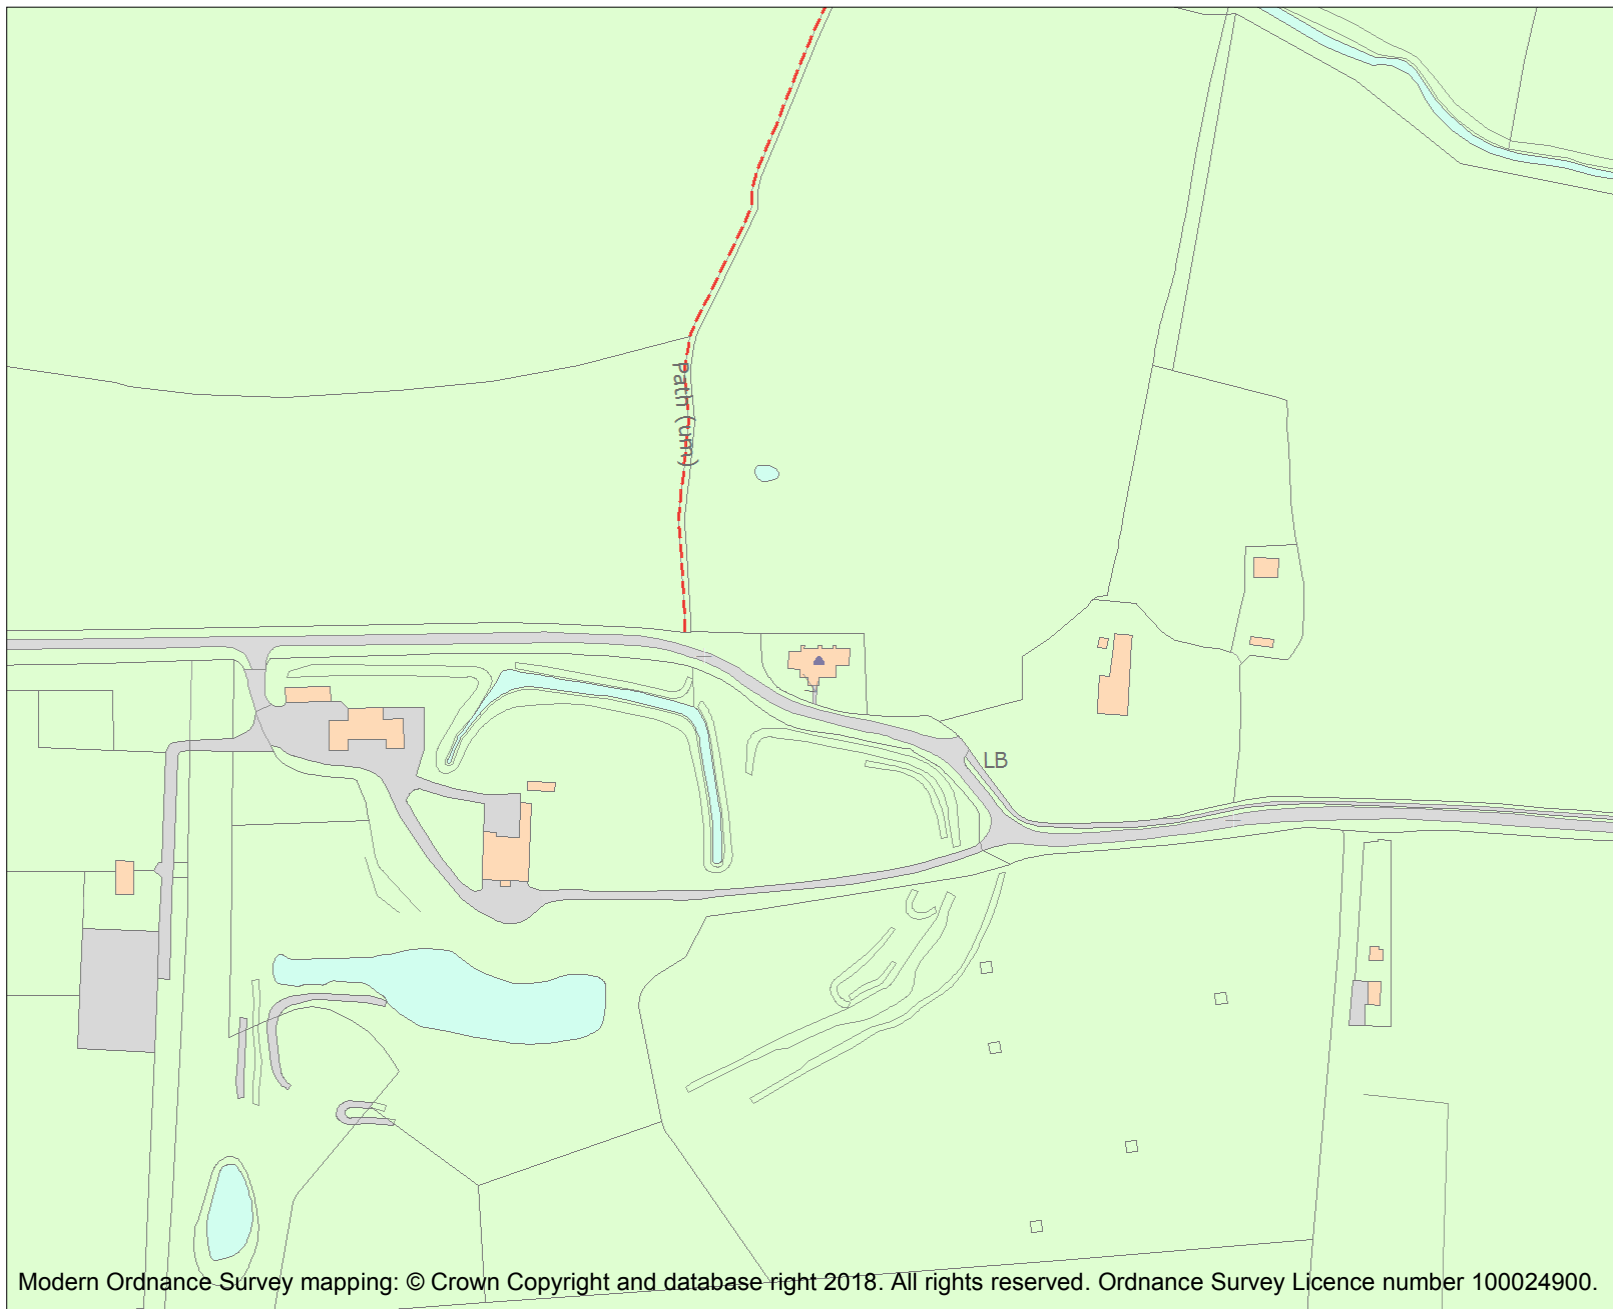 Path (um)
LB
Modern Ordnance Survey mapping: © Crown Copyright and database right 2018. All rights reserved. Ordnance Survey Licence number 100024900.